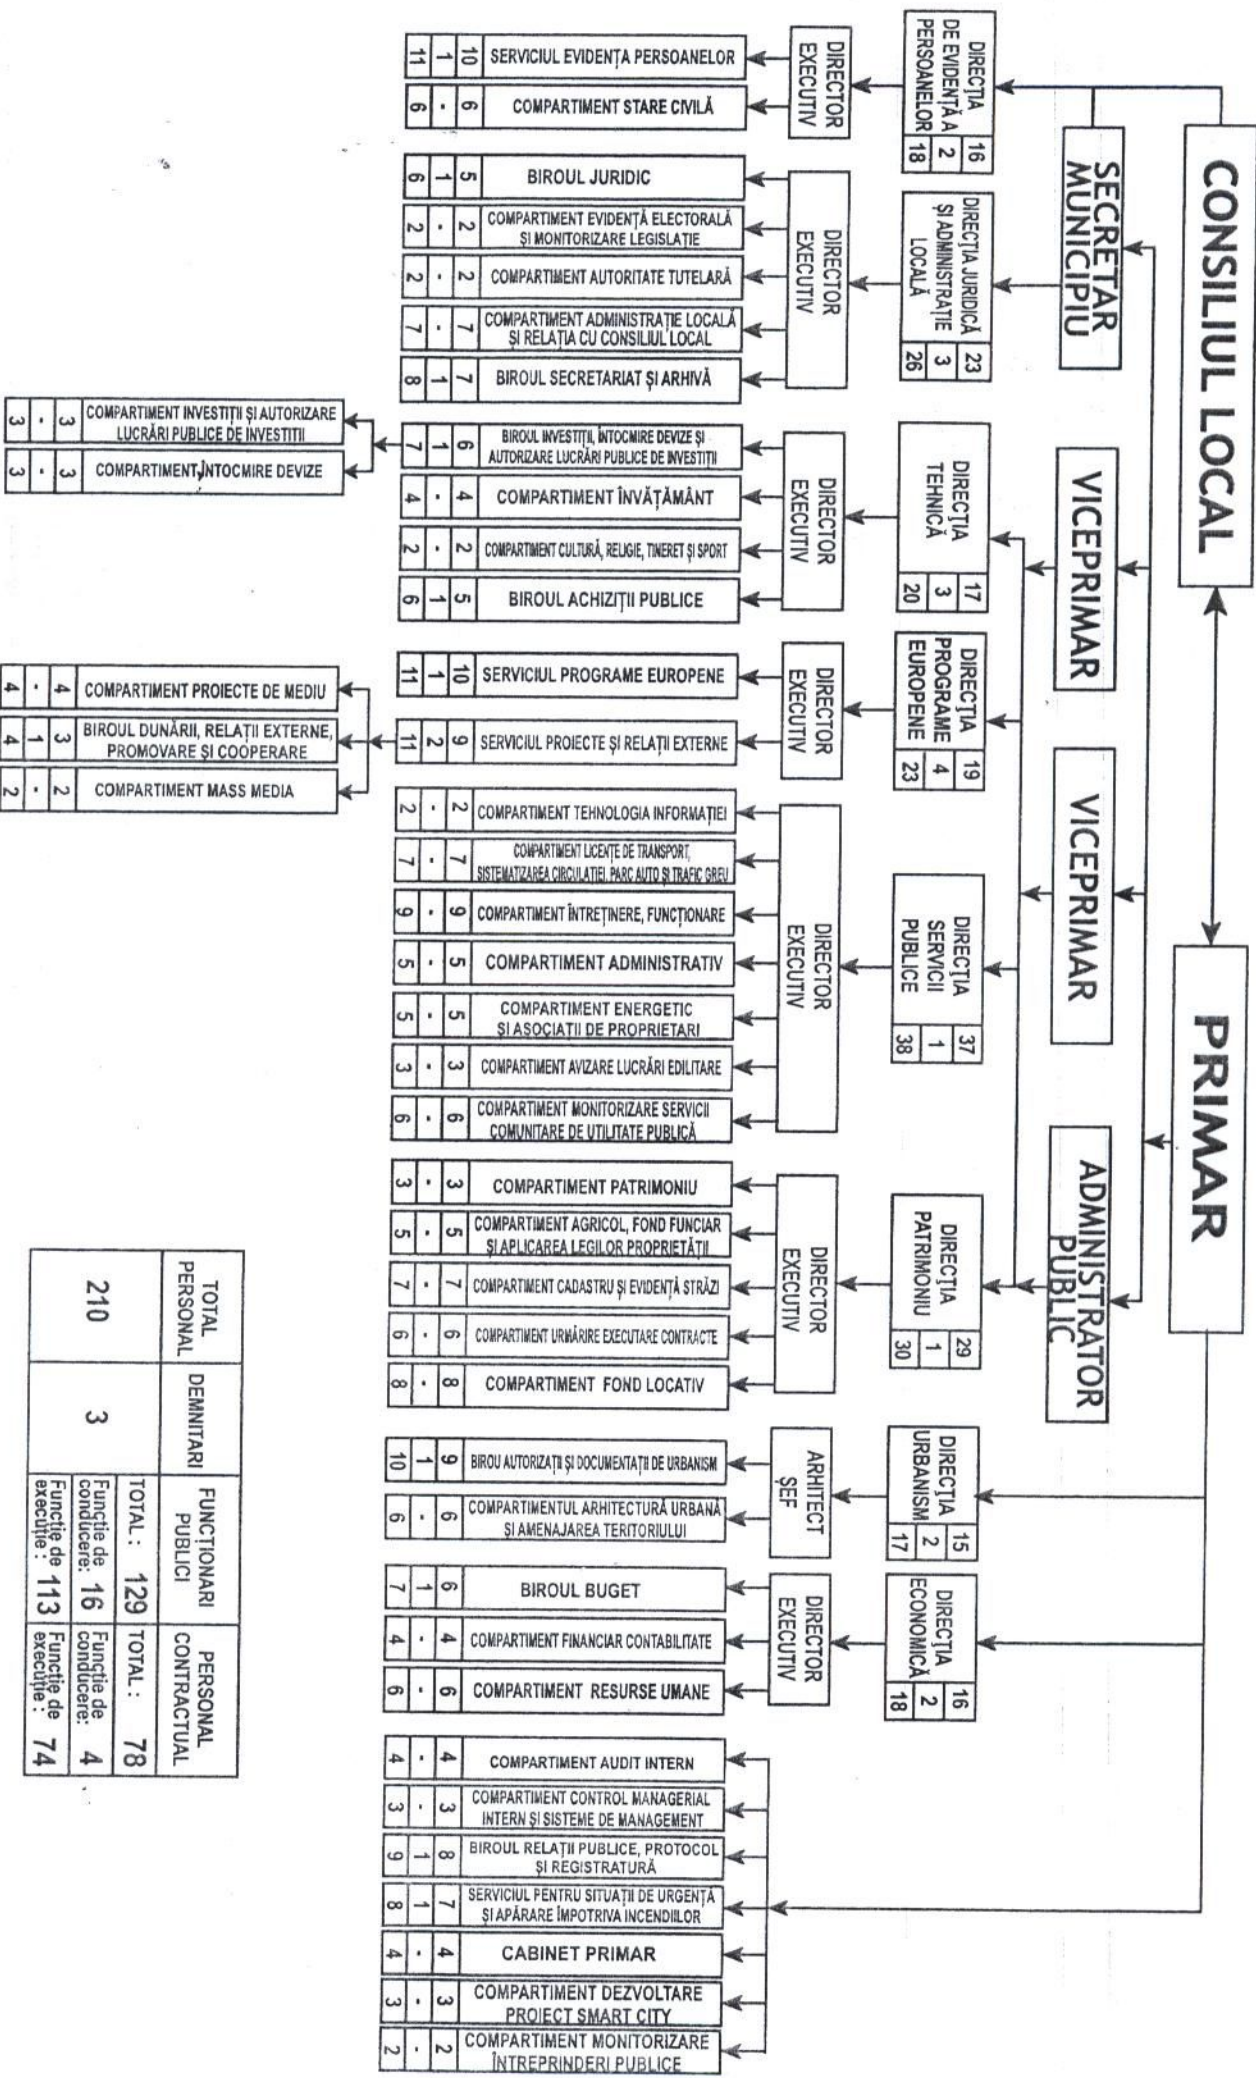 CONSILIUL LOCAL
PRIMAR
SECRETAR
MUNICIPIU
VICEPRIMAR
VICEPRIMAR
ADMINISTRATOR
PUBLIC
DIRECȚIA
DE EVIDENȚĂ A
PERSOANELOR
16
2
18
DIRECȚIA JURIDICĂ
ȘI ADMINISTRAȚIE
LOCALĂ
23
3
26
DIRECȚIA
TEHNICĂ
17
3
20
DIRECȚIA
PROGRAME
EUROPENE
19
4
23
DIRECȚIA
SERVICII
PUBLICE
37
1
38
DIRECȚIA
PATRIMONIU
29
1
30
DIRECȚIA
URBANISM
15
2
17
DIRECȚIA
ECONOMICĂ
16
2
18
DIRECTOR
EXECUTIV
DIRECTOR
EXECUTIV
DIRECTOR
EXECUTIV
DIRECTOR
EXECUTIV
DIRECTOR
EXECUTIV
DIRECTOR
EXECUTIV
ARHITECT
ȘEF
DIRECTOR
EXECUTIV
SERVICIUL EVIDENȚA PERSOANELOR
10
1
11
COMPARTIMENT STARE CIVILĂ
6
-
6
BIROUL JURIDIC
5
1
6
COMPARTIMENT EVIDENȚĂ ELECTORALĂ
ȘI MONITORIZARE LEGISLAȚIE
2
-
2
COMPARTIMENT AUTORITATE TUTELARĂ
2
-
2
COMPARTIMENT ADMINISTRAȚIE LOCALĂ
ȘI RELAȚIA CU CONSILIUL LOCAL
7
-
7
BIROUL SECRETARIAT ȘI ARHIVĂ
7
1
8
BIROUL INVESTIȚII, ÎNTOCMIRE DEVIZE ȘI
AUTORIZARE LUCRĂRI PUBLICE DE INVESTIȚII
6
1
7
COMPARTIMENT ÎNVĂȚĂMÂNT
4
-
4
COMPARTIMENT CULTURĂ, RELIGIE, TINERET ȘI SPORT
2
-
2
BIROUL ACHIZIȚII PUBLICE
5
1
6
SERVICIUL PROGRAME EUROPENE
10
1
11
SERVICIUL PROIECTE ȘI RELAȚII EXTERNE
9
2
11
COMPARTIMENT TEHNOLOGIA INFORMAȚIEI
2
-
2
COMPARTIMENT LICENȚE DE TRANSPORT,
SISTEMATIZAREA CIRCULAȚIEI, PARC AUTO ȘI TRAFIC GREU
7
-
7
COMPARTIMENT ÎNTREȚINERE, FUNCȚIONARE
9
-
9
COMPARTIMENT ADMINISTRATIV
5
-
5
COMPARTIMENT ENERGETIC
ȘI ASOCIAȚII DE PROPRIETARI
5
-
5
COMPARTIMENT AVIZARE LUCRĂRI EDILITARE
3
-
3
COMPARTIMENT MONITORIZARE SERVICII
COMUNITARE DE UTILITATE PUBLICĂ
6
-
6
COMPARTIMENT PATRIMONIU
3
-
3
COMPARTIMENT AGRICOL, FOND FUNCIAR
ȘI APLICAREA LEGILOR PROPRIETĂȚII
5
-
5
COMPARTIMENT CADASTRU ȘI EVIDENȚĂ STRĂZI
7
-
7
COMPARTIMENT URMĂRIRE EXECUTARE CONTRACTE
6
-
6
COMPARTIMENT FOND LOCATIV
8
-
8
BIROU AUTORIZAȚII ȘI DOCUMENTAȚII DE URBANISM
9
1
10
COMPARTIMENTUL ARHITECTURĂ URBANĂ
ȘI AMENAJAREA TERITORIULUI
6
-
6
BIROUL BUGET
6
1
7
COMPARTIMENT FINANCIAR CONTABILITATE
4
-
4
COMPARTIMENT RESURSE UMANE
6
-
6
COMPARTIMENT AUDIT INTERN
4
-
4
COMPARTIMENT CONTROL MANAGERIAL
INTERN ȘI SISTEME DE MANAGEMENT
3
-
3
BIROUL RELAȚII PUBLICE, PROTOCOL
ȘI REGISTRATURĂ
8
1
9
SERVICIUL PENTRU SITUAȚII DE URGENȚĂ
ȘI APĂRARE ÎMPOTRIVA INCENDIILOR
7
1
8
CABINET PRIMAR
4
-
4
COMPARTIMENT DEZVOLTARE
PROIECT SMART CITY
3
-
3
COMPARTIMENT MONITORIZARE
ÎNTREPRINDERI PUBLICE
2
-
2
COMPARTIMENT INVESTIȚII ȘI AUTORIZARE
LUCRĂRI PUBLICE DE INVESTIȚII
3
-
3
COMPARTIMENT ÎNTOCMIRE DEVIZE
3
-
3
COMPARTIMENT PROIECTE DE MEDIU
4
-
4
BIROUL DUNĂRII, RELAȚII EXTERNE,
PROMOVARE ȘI COOPERARE
3
1
4
COMPARTIMENT MASS MEDIA
2
-
2
TOTAL
PERSONAL
DEMNITARI
FUNCȚIONARI
PUBLICI
PERSONAL
CONTRACTUAL
210
3
TOTAL : 129
TOTAL : 78
Funcție de
conducere: 16
Funcție de
conducere: 4
Funcție de
execuție : 113
Funcție de
execuție : 74